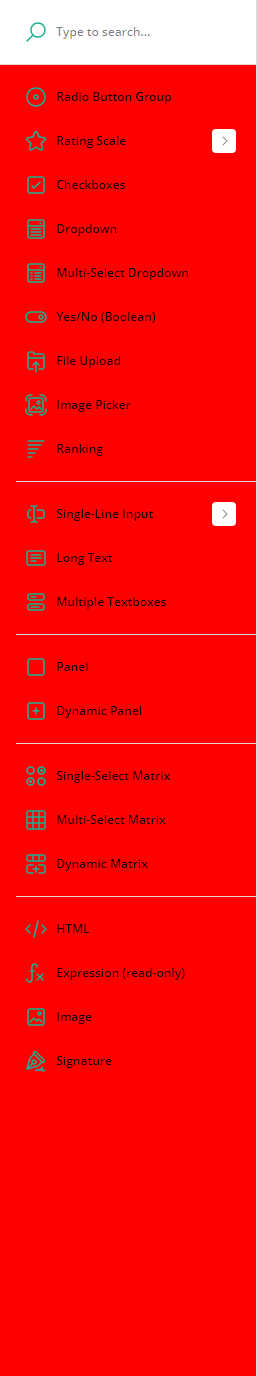 Type to search...
Radio Button Group
Rating Scale
Checkboxes
Dropdown
Multi-Select Dropdown
Yes/No (Boolean)
File Upload
Image Picker
Ranking
Single-Line Input
Long Text
Multiple Textboxes
Panel
Dynamic Panel
Single-Select Matrix
Multi-Select Matrix
Dynamic Matrix
HTML
Expression (read-only)
Image
Signature